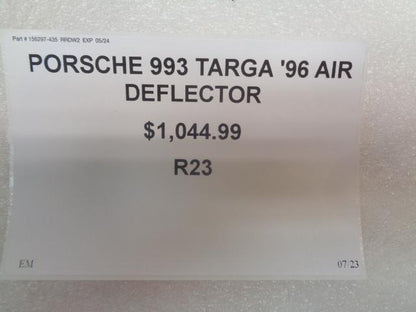 Part # 156297-435 RRDW2 EXP 05/24
PORSCHE 993 TARGA '96 AIR
DEFLECTOR
$1,044.99
R23
EM
07/23